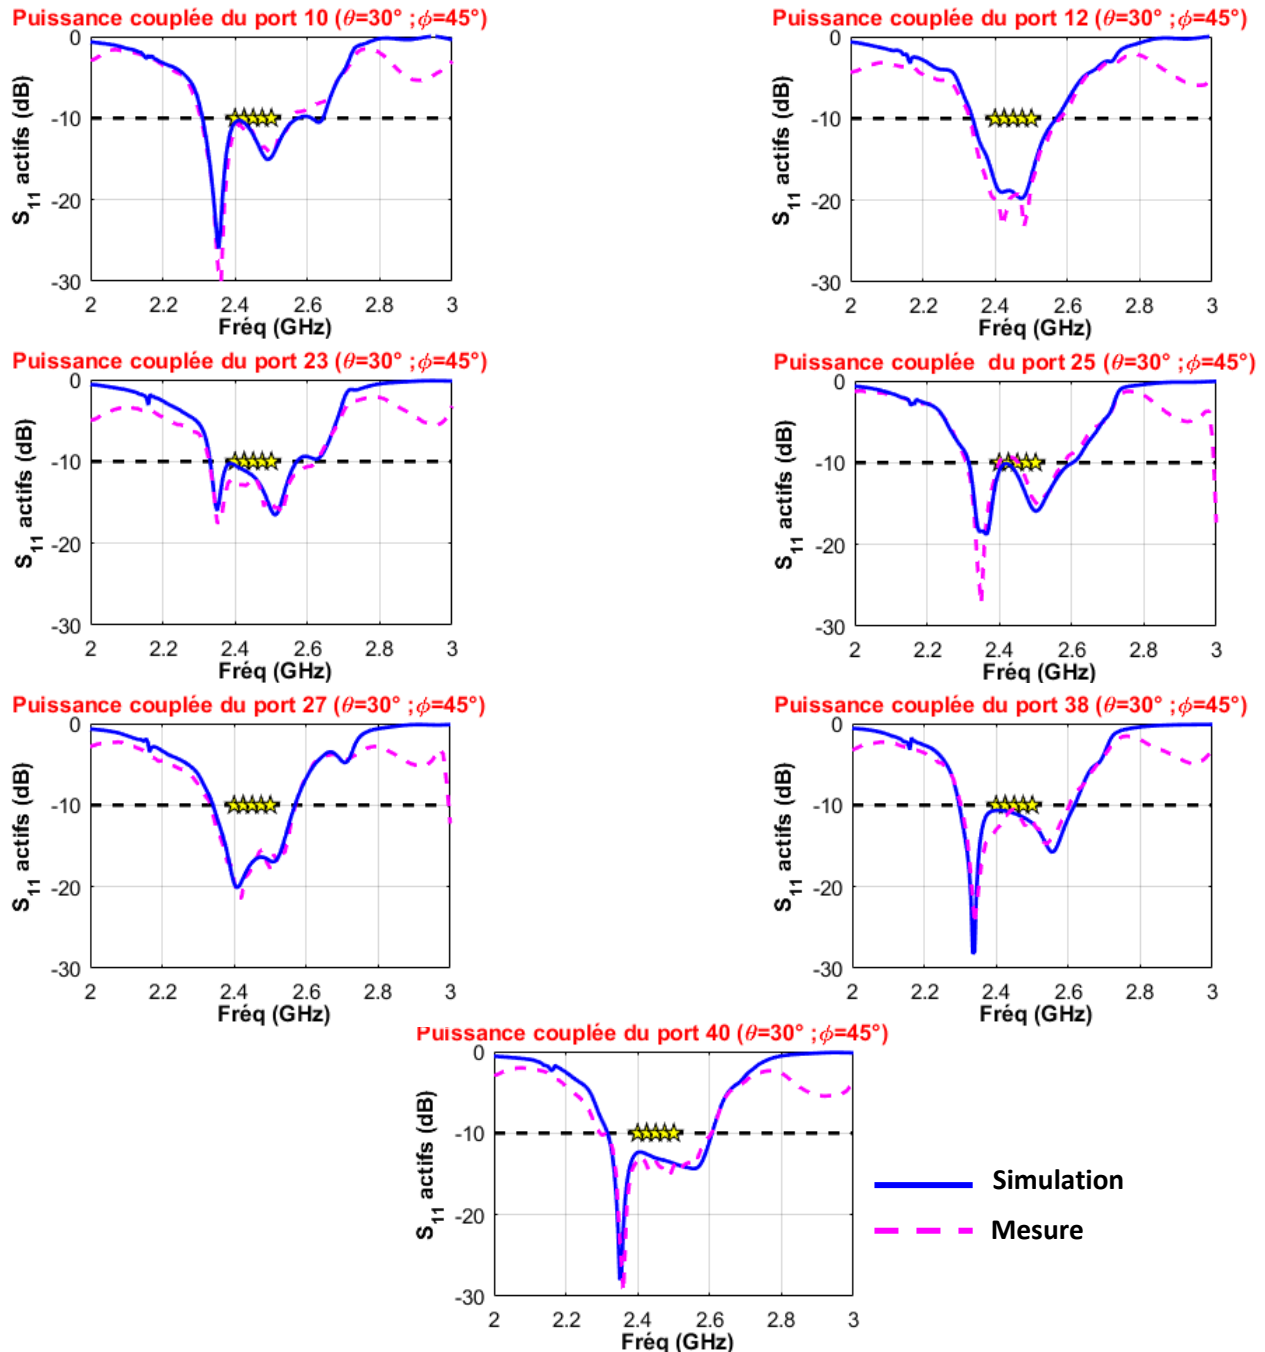 Puissance couplée du port 10 (θ=30° ;ϕ=45°)
0
-10
-20
-30
S11 actifs (dB)
2 2.2 2.4 2.6 2.8 3
Fréq (GHz)
Puissance couplée du port 12 (θ=30° ;ϕ=45°)
0
-10
-20
-30
S11 actifs (dB)
2 2.2 2.4 2.6 2.8 3
Fréq (GHz)
Puissance couplée du port 23 (θ=30° ;ϕ=45°)
0
-10
-20
-30
S11 actifs (dB)
2 2.2 2.4 2.6 2.8 3
Fréq (GHz)
Puissance couplée du port 25 (θ=30° ;ϕ=45°)
0
-10
-20
-30
S11 actifs (dB)
2 2.2 2.4 2.6 2.8 3
Fréq (GHz)
Puissance couplée du port 27 (θ=30° ;ϕ=45°)
0
-10
-20
-30
S11 actifs (dB)
2 2.2 2.4 2.6 2.8 3
Fréq (GHz)
Puissance couplée du port 38 (θ=30° ;ϕ=45°)
0
-10
-20
-30
S11 actifs (dB)
2 2.2 2.4 2.6 2.8 3
Fréq (GHz)
Puissance couplée du port 40 (θ=30° ;ϕ=45°)
0
-10
-20
-30
S11 actifs (dB)
2 2.2 2.4 2.6 2.8 3
Fréq (GHz)
Simulation
Mesure